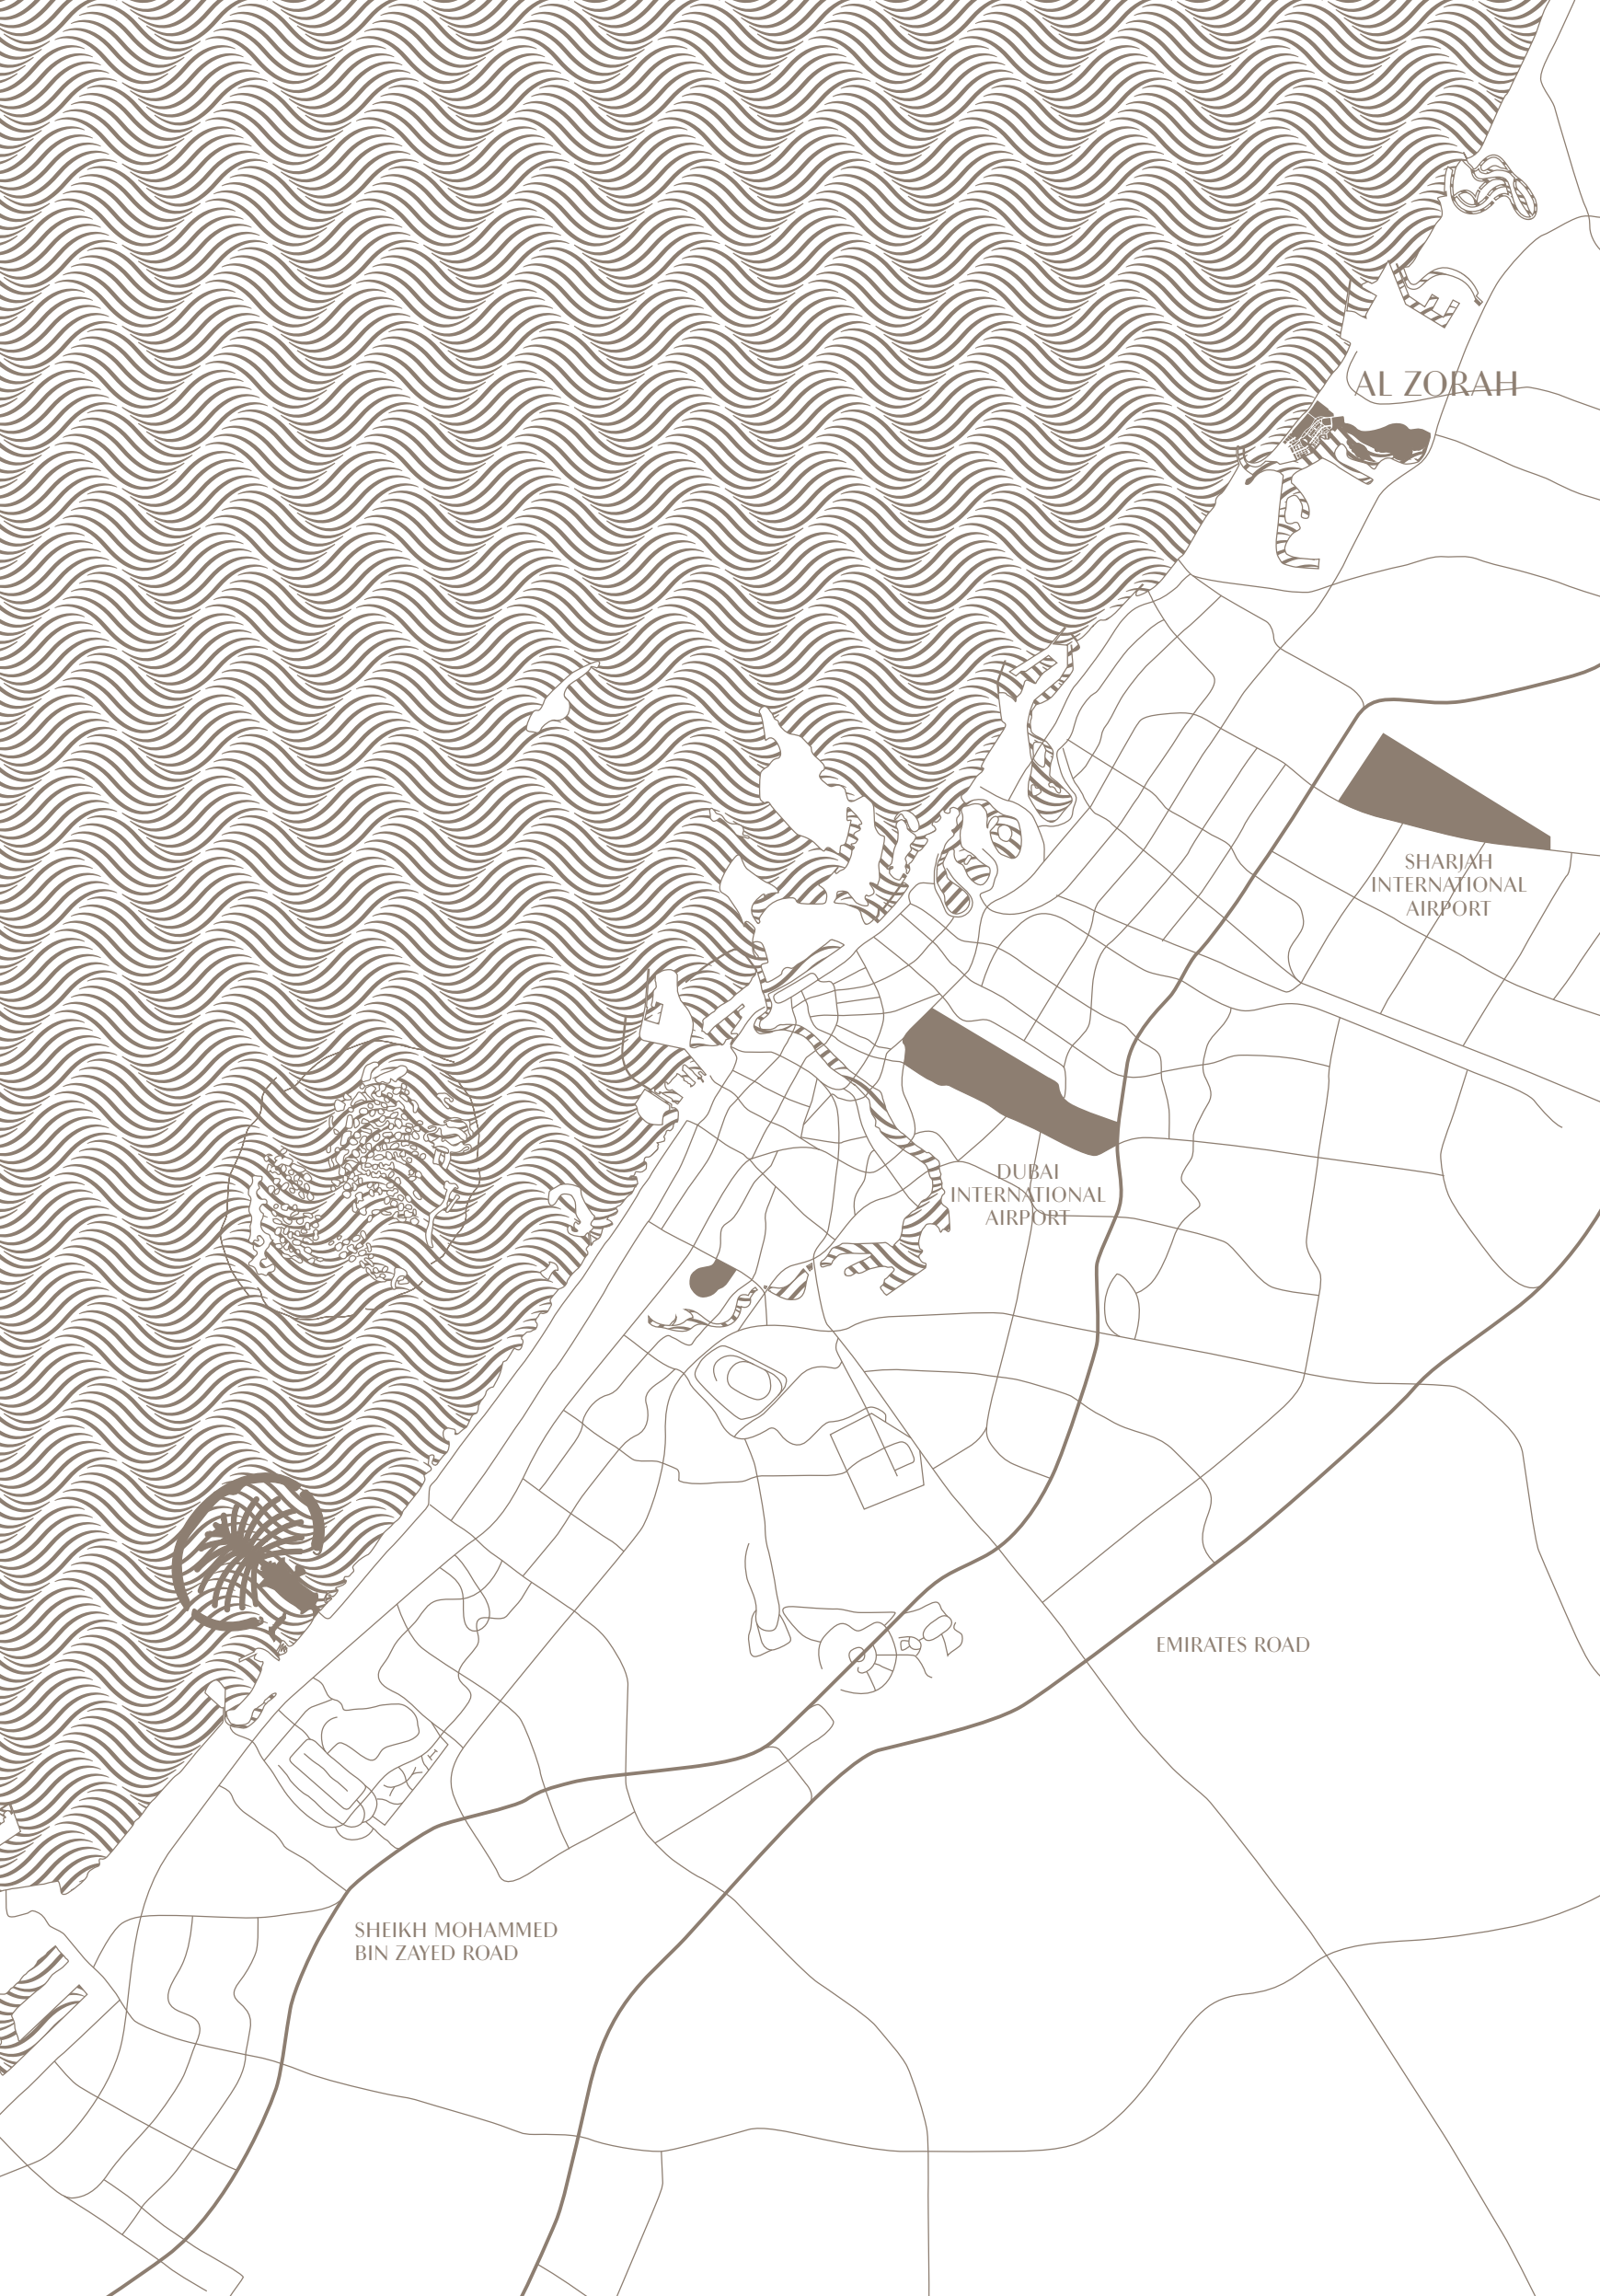 AL ZORAH
SHARJAH
INTERNATIONAL
AIRPORT
DUBAI
INTERNATIONAL
AIRPORT
EMIRATES ROAD
SHEIKH MOHAMMED
BIN ZAYED ROAD